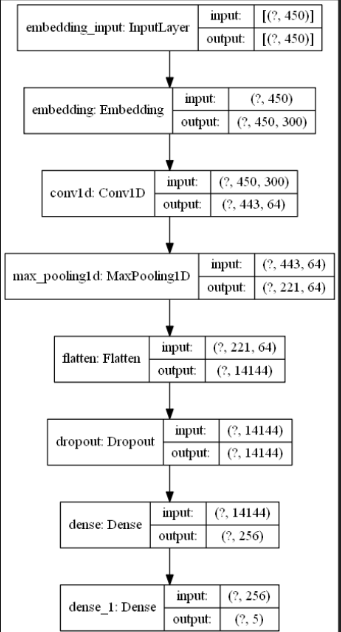 embedding_input: InputLayer
input: [(?, 450)]
output: [(?, 450)]
embedding: Embedding
input: (?, 450)
output: (?, 450, 300)
conv1d: Conv1D
input: (?, 450, 300)
output: (?, 443, 64)
max_pooling1d: MaxPooling1D
input: (?, 443, 64)
output: (?, 221, 64)
flatten: Flatten
input: (?, 221, 64)
output: (?, 14144)
dropout: Dropout
input: (?, 14144)
output: (?, 14144)
dense: Dense
input: (?, 14144)
output: (?, 256)
dense_1: Dense
input: (?, 256)
output: (?, 5)